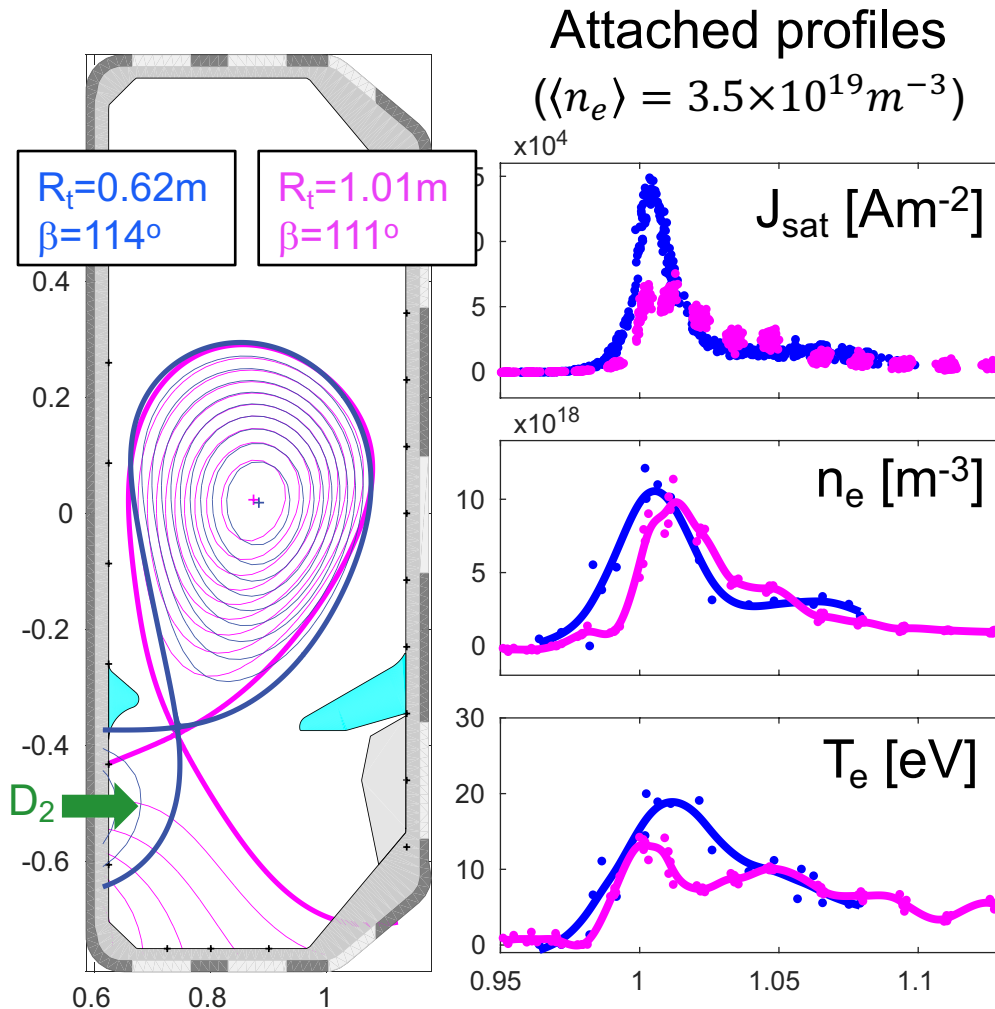 Attached profiles
(⟨n_e⟩ = 3.5×10^19 m^-3)
R_t=0.62m
β=114°
R_t=1.01m
β=111°
0.4
0.2
0
-0.2
-0.4
-0.6
0.6
0.8
1
D_2
x10^4
J_sat [Am^-2]
5
0
x10^18
n_e [m^-3]
10
5
0
T_e [eV]
30
20
10
0
0.95
1
1.05
1.1